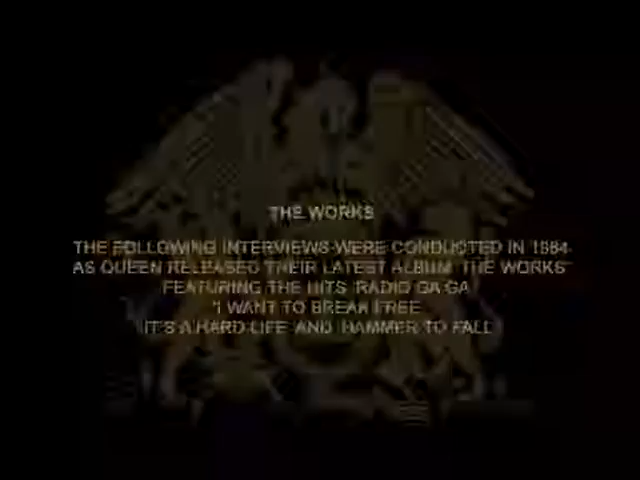 THE WORKS
THE FOLLOWING INTERVIEWS WERE CONDUCTED IN 1984
AS QUEEN RELEASED THEIR LATEST ALBUM "THE WORKS"
FEATURING THE HITS 'RADIO GA GA
'I WANT TO BREAK FREE
IT'S A HARD LIFE' AND 'HAMMER TO FALL'